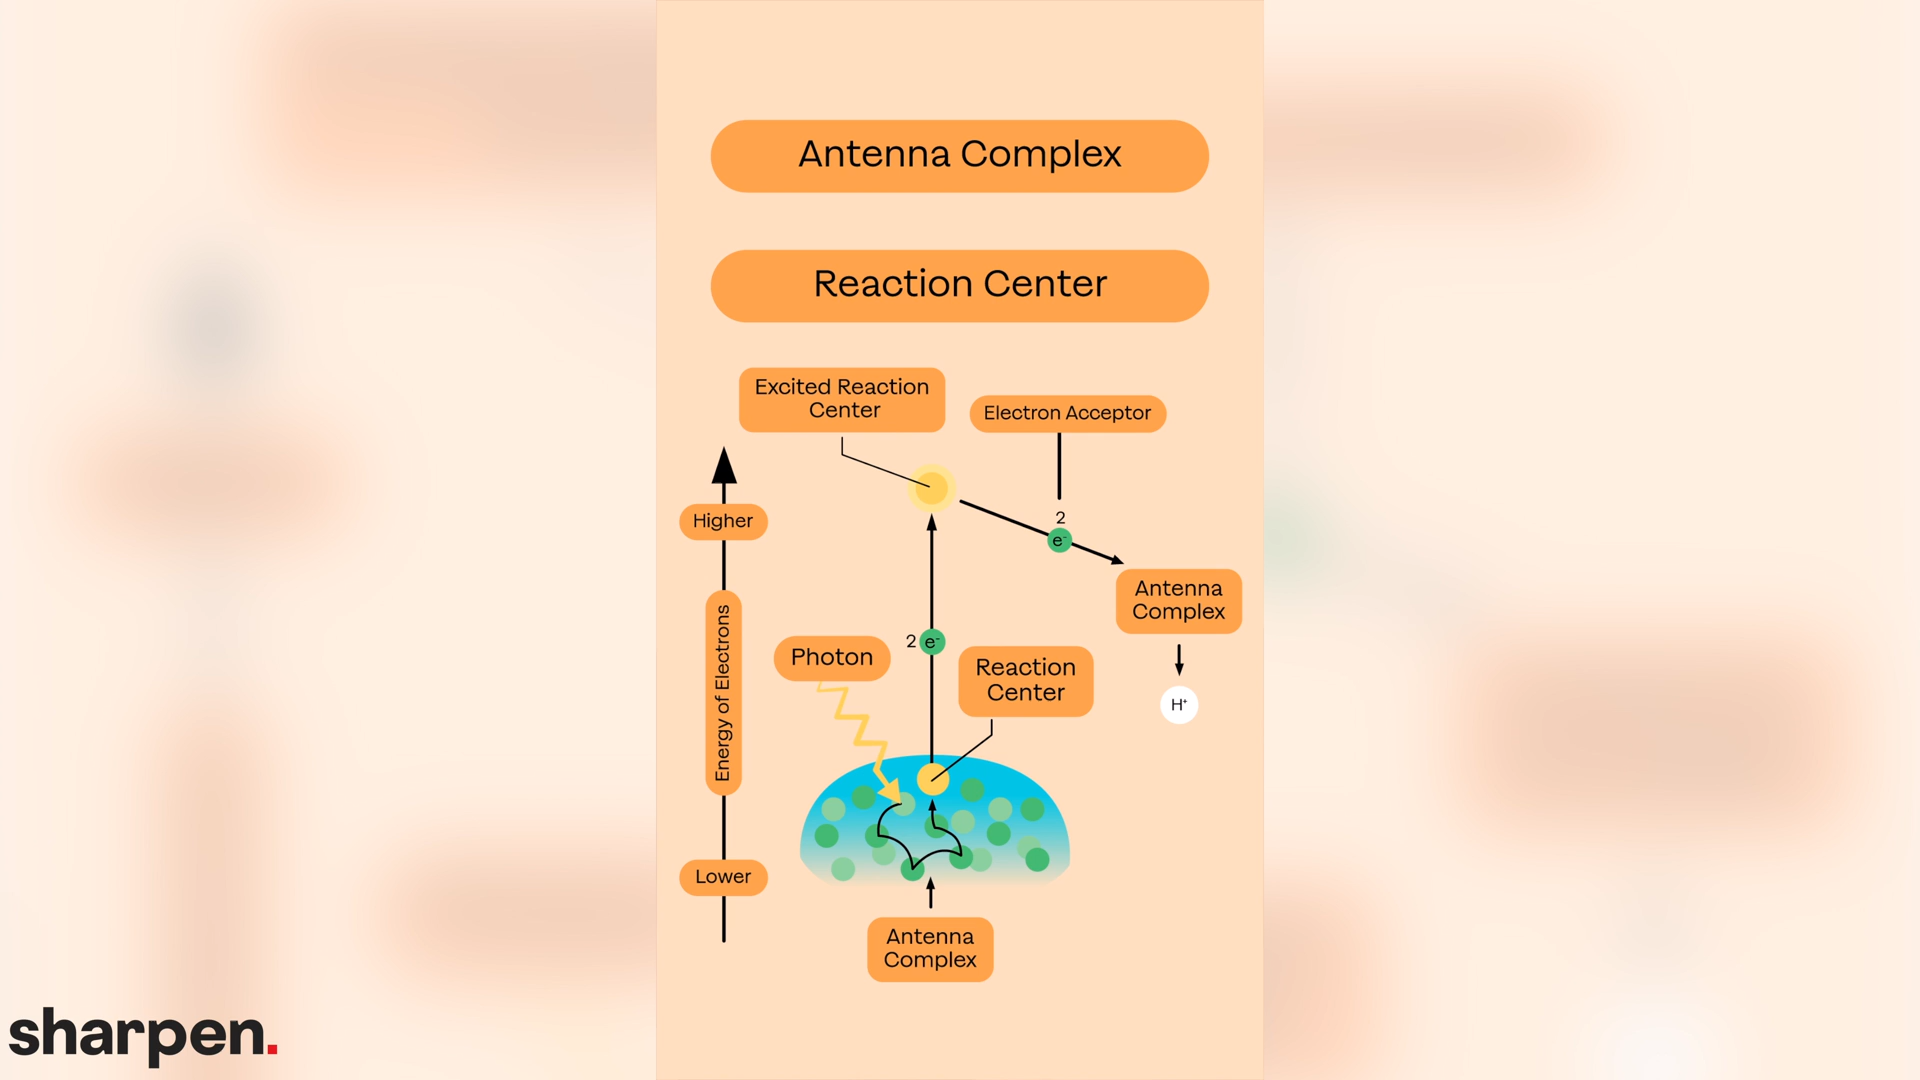 Antenna Complex
Reaction Center
Excited Reaction
Center
Electron Acceptor
Higher
2
e⁻
Antenna
Complex
2 e⁻
Photon
Reaction
Center
Energy of Electrons
H⁺
Lower
Antenna
Complex
sharpen.